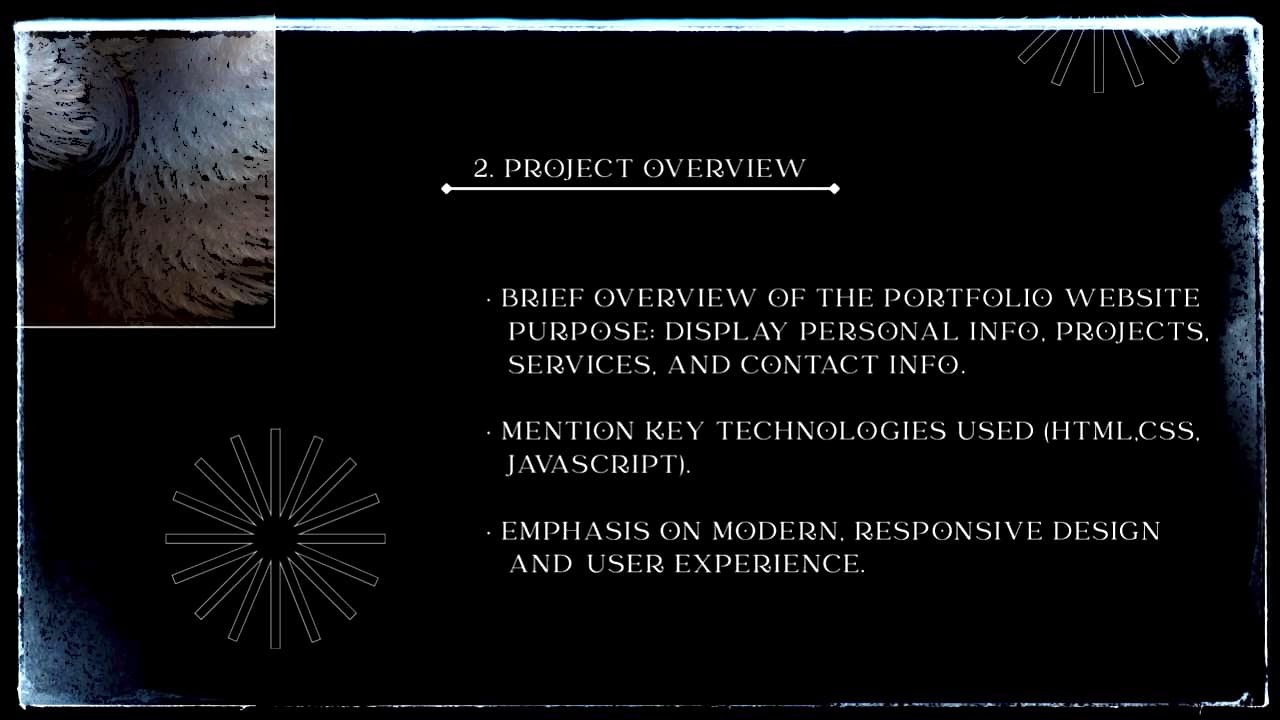 2. PROJECT OVERVIEW
· BRIEF OVERVIEW OF THE PORTFOLIO WEBSITE
PURPOSE: DISPLAY PERSONAL INFO, PROJECTS,
SERVICES, AND CONTACT INFO.
· MENTION KEY TECHNOLOGIES USED (HTML,CSS,
JAVASCRIPT).
· EMPHASIS ON MODERN, RESPONSIVE DESIGN
AND USER EXPERIENCE.